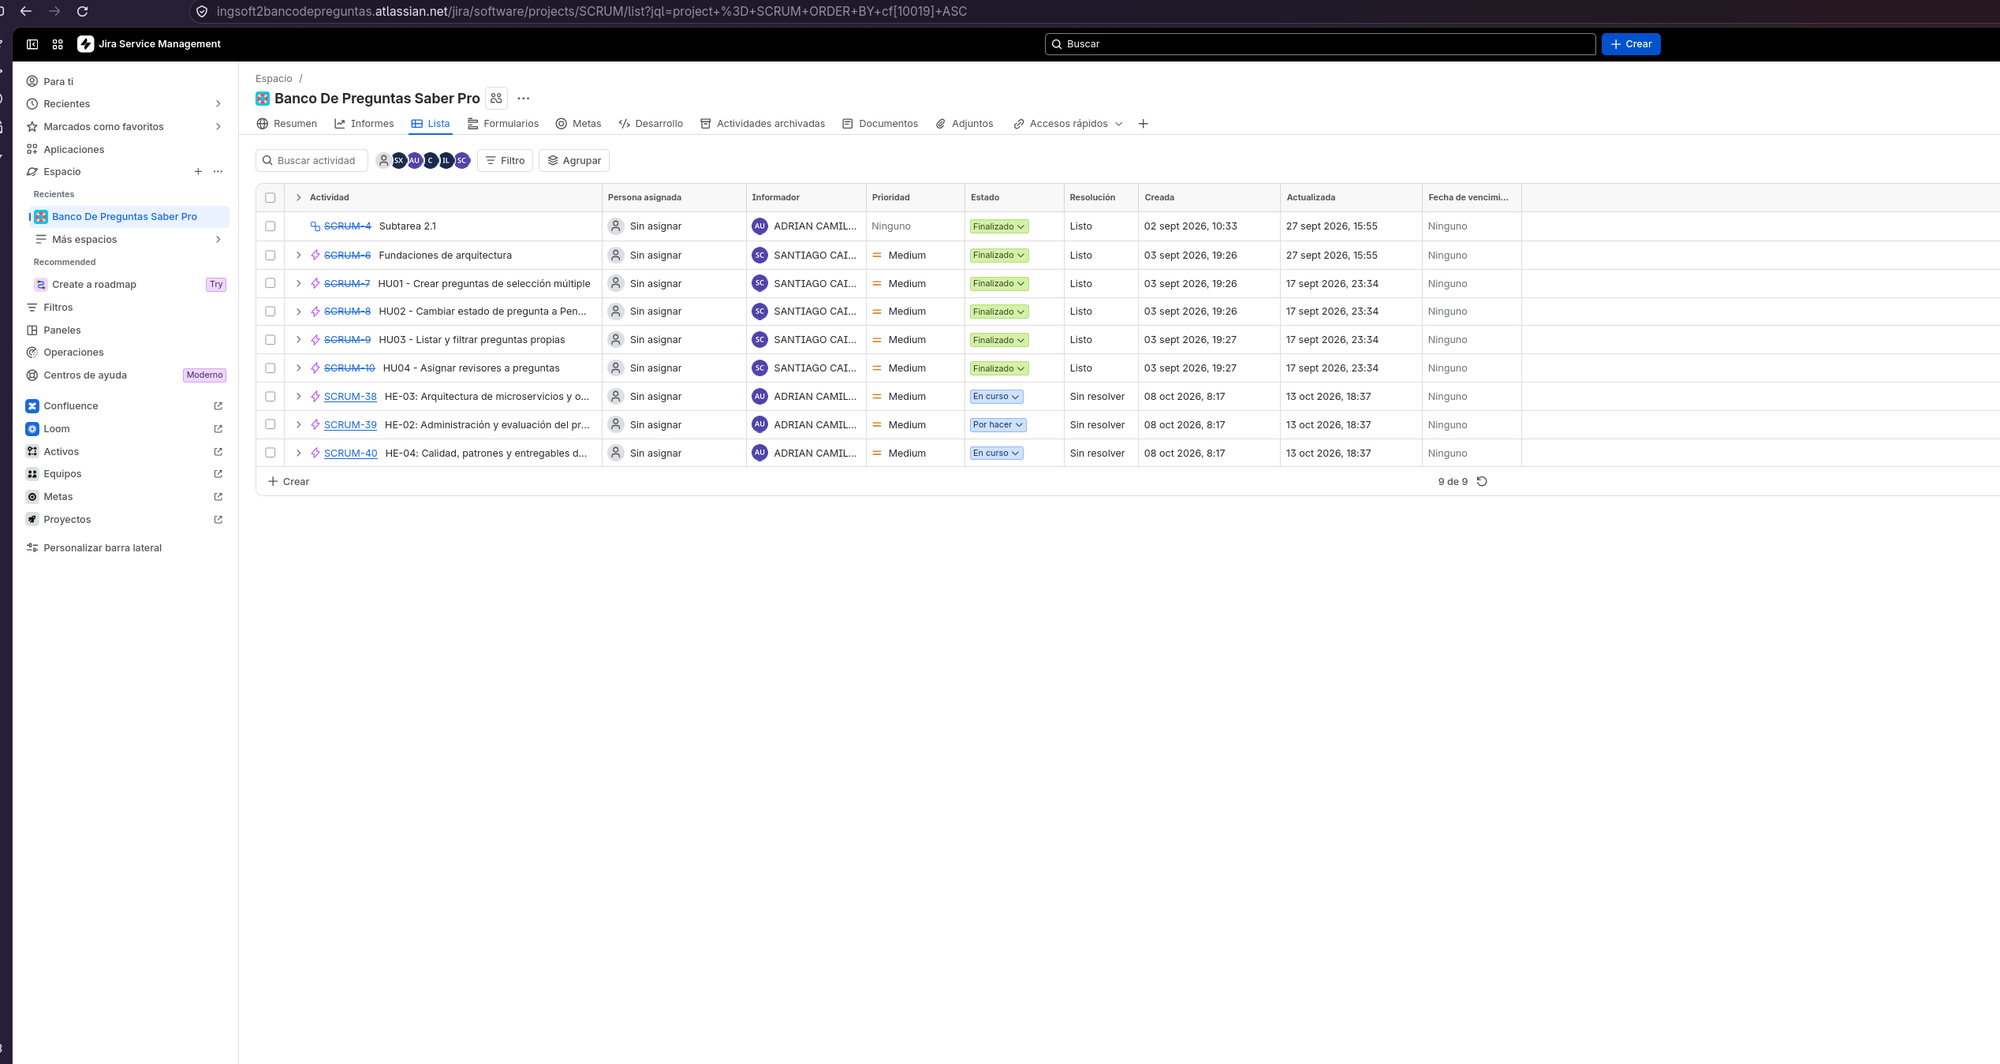 ingsoft2bancodepreguntas.atlassian.net/jira/software/projects/SCRUM/list?jql=project+%3D+SCRUM+ORDER+BY+cf[10019]+ASC
Jira Service Management
Buscar
Crear
Para ti
Recientes
Marcados como favoritos
Aplicaciones
Espacio
Recientes
Banco De Preguntas Saber Pro
Más espacios
Recommended
Create a roadmap Try
Filtros
Paneles
Operaciones
Centros de ayuda Moderno
Confluence
Loom
Activos
Equipos
Metas
Proyectos
Personalizar barra lateral
Espacio /
Banco De Preguntas Saber Pro
Resumen Informes Lista Formularios Metas Desarrollo Actividades archivadas Documentos Adjuntos Accesos rápidos
Buscar actividad SX AU C IL SC Filtro Agrupar
Actividad Persona asignada Informador Prioridad Estado Resolución Creada Actualizada Fecha de vencimi...
SCRUM-4 Subtarea 2.1 Sin asignar AU ADRIAN CAMIL... Ninguno Finalizado Listo 02 sept 2026, 10:33 27 sept 2026, 15:55 Ninguno
SCRUM-6 Fundaciones de arquitectura Sin asignar SC SANTIAGO CAI... Medium Finalizado Listo 03 sept 2026, 19:26 27 sept 2026, 15:55 Ninguno
SCRUM-7 HU01 - Crear preguntas de selección múltiple Sin asignar SC SANTIAGO CAI... Medium Finalizado Listo 03 sept 2026, 19:26 17 sept 2026, 23:34 Ninguno
SCRUM-8 HU02 - Cambiar estado de pregunta a Pen... Sin asignar SC SANTIAGO CAI... Medium Finalizado Listo 03 sept 2026, 19:26 17 sept 2026, 23:34 Ninguno
SCRUM-9 HU03 - Listar y filtrar preguntas propias Sin asignar SC SANTIAGO CAI... Medium Finalizado Listo 03 sept 2026, 19:27 17 sept 2026, 23:34 Ninguno
SCRUM-10 HU04 - Asignar revisores a preguntas Sin asignar SC SANTIAGO CAI... Medium Finalizado Listo 03 sept 2026, 19:27 17 sept 2026, 23:34 Ninguno
SCRUM-38 HE-03: Arquitectura de microservicios y o... Sin asignar AU ADRIAN CAMIL... Medium En curso Sin resolver 08 oct 2026, 8:17 13 oct 2026, 18:37 Ninguno
SCRUM-39 HE-02: Administración y evaluación del pr... Sin asignar AU ADRIAN CAMIL... Medium Por hacer Sin resolver 08 oct 2026, 8:17 13 oct 2026, 18:37 Ninguno
SCRUM-40 HE-04: Calidad, patrones y entregables d... Sin asignar AU ADRIAN CAMIL... Medium En curso Sin resolver 08 oct 2026, 8:17 13 oct 2026, 18:37 Ninguno
Crear 9 de 9